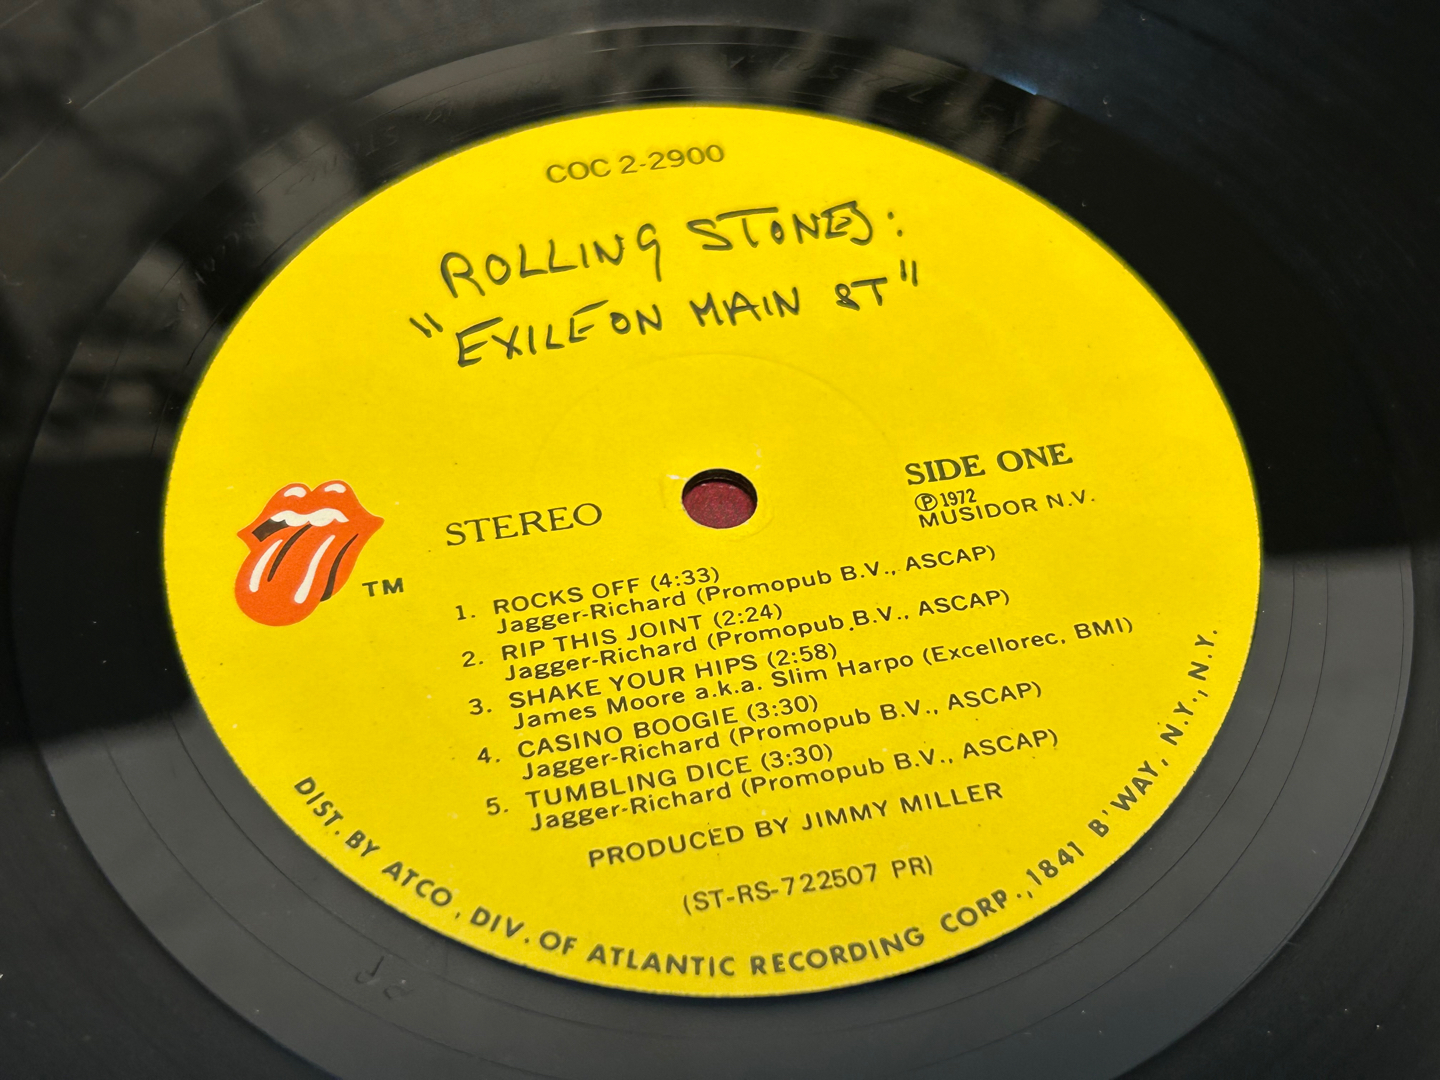 COC 2-2900
ROLLING STONES:
"EXILE ON MAIN ST"
STEREO
SIDE ONE
Ⓟ1972
MUSIDOR N.V.
TM
1. ROCKS OFF (4:33)
Jagger-Richard (Promopub B.V., ASCAP)
2. RIP THIS JOINT (2:24)
Jagger-Richard (Promopub B.V., ASCAP)
3. SHAKE YOUR HIPS (2:58)
James Moore a.k.a. Slim Harpo (Excellorec, BMI)
4. CASINO BOOGIE (3:30)
Jagger-Richard (Promopub B.V., ASCAP)
5. TUMBLING DICE (3:30)
Jagger-Richard (Promopub B.V., ASCAP)
PRODUCED BY JIMMY MILLER
(ST-RS-722507 PR)
DIST. BY ATCO, DIV. OF ATLANTIC RECORDING CORP., 1841 B'WAY, N.Y., N.Y.